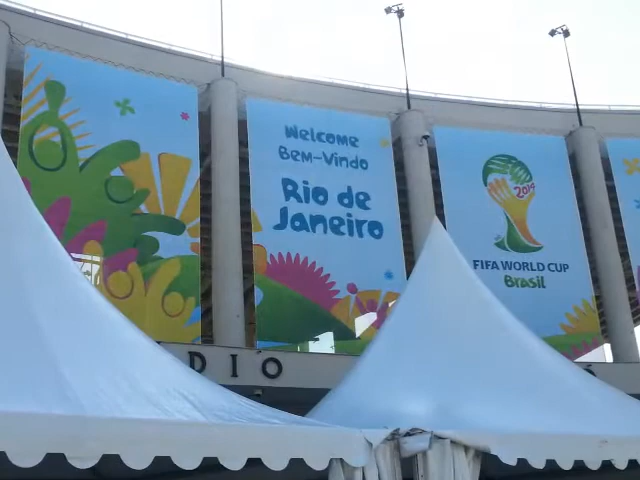 Welcome
Bem-Vindo
Rio de
Janeiro
2014
FIFA WORLD CUP
Brasil
DIO